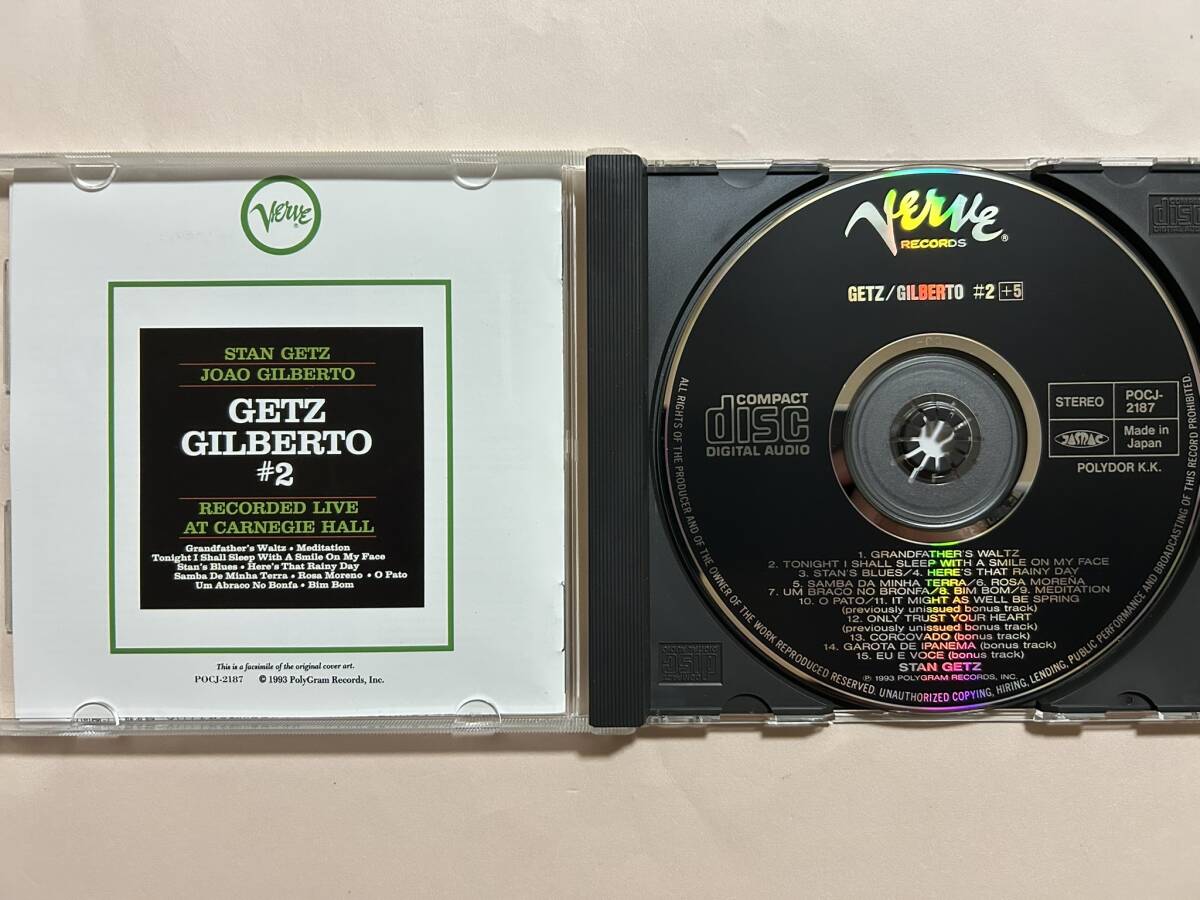 Verve
®
STAN GETZ
JOAO GILBERTO
GETZ
GILBERTO
#2
RECORDED LIVE
AT CARNEGIE HALL
Grandfather's Waltz • Meditation
Tonight I Shall Sleep With A Smile On My Face
Stan's Blues • Here's That Rainy Day
Samba De Minha Terra • Rosa Moreno • O Pato
Um Abraco No Bonfa • Bim Bom
This is a facsimile of the original cover art.
POCJ-2187 © 1993 PolyGram Records, Inc.
Verve
RECORDS ®
GETZ/GILBERTO #2 +5
COMPACT
disc
DIGITAL AUDIO
STEREO
POCJ-
2187
JASRAC
Made in
Japan
POLYDOR K.K.
1. GRANDFATHER'S WALTZ
2. TONIGHT I SHALL SLEEP WITH A SMILE ON MY FACE
3. STAN'S BLUES/4. HERE'S THAT RAINY DAY
5. SAMBA DA MINHA TERRA/6. ROSA MOREÑA
7. UM BRACO NO BRONFA/8. BIM BOM/9. MEDITATION
10. O PATO/11. IT MIGHT AS WELL BE SPRING
(previously unissued bonus track)
12. ONLY TRUST YOUR HEART
(previously unissued bonus track)
13. CORCOVADO (bonus track)
14. GAROTA DE IPANEMA (bonus track)
15. EU E VOCE (bonus track)
STAN GETZ
℗ 1993 POLYGRAM RECORDS, INC.
ALL RIGHTS OF THE PRODUCER AND OF THE OWNER OF THE WORK REPRODUCED RESERVED. UNAUTHORIZED COPYING, HIRING, LENDING, PUBLIC PERFORMANCE AND BROADCASTING OF THIS RECORD PROHIBITED.
COMPACT
DIGITAL AUDIO